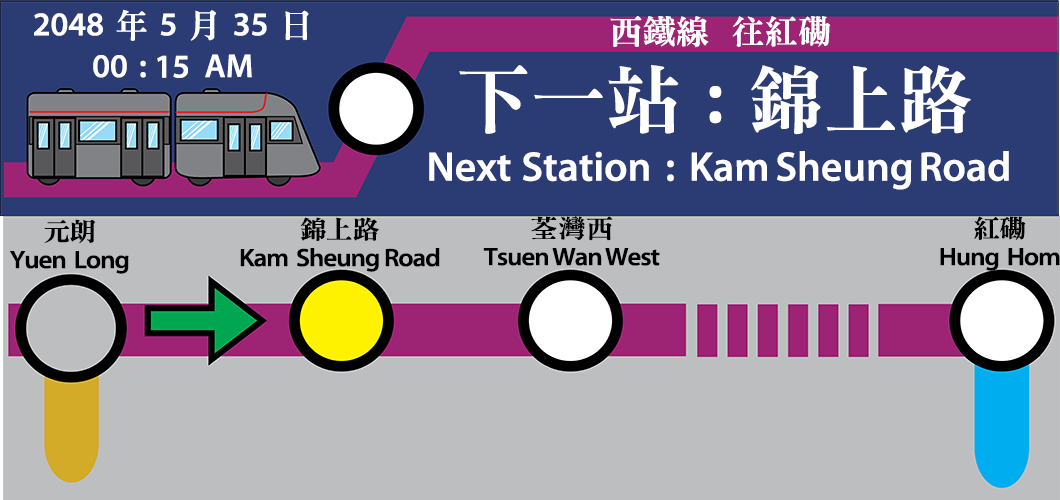 2048 年 5 月 35 日
00 : 15 AM
西鐵線 往紅磡
下一站：錦上路
Next Station : Kam Sheung Road
元朗
Yuen Long
錦上路
Kam Sheung Road
荃灣西
Tsuen Wan West
紅磡
Hung Hom